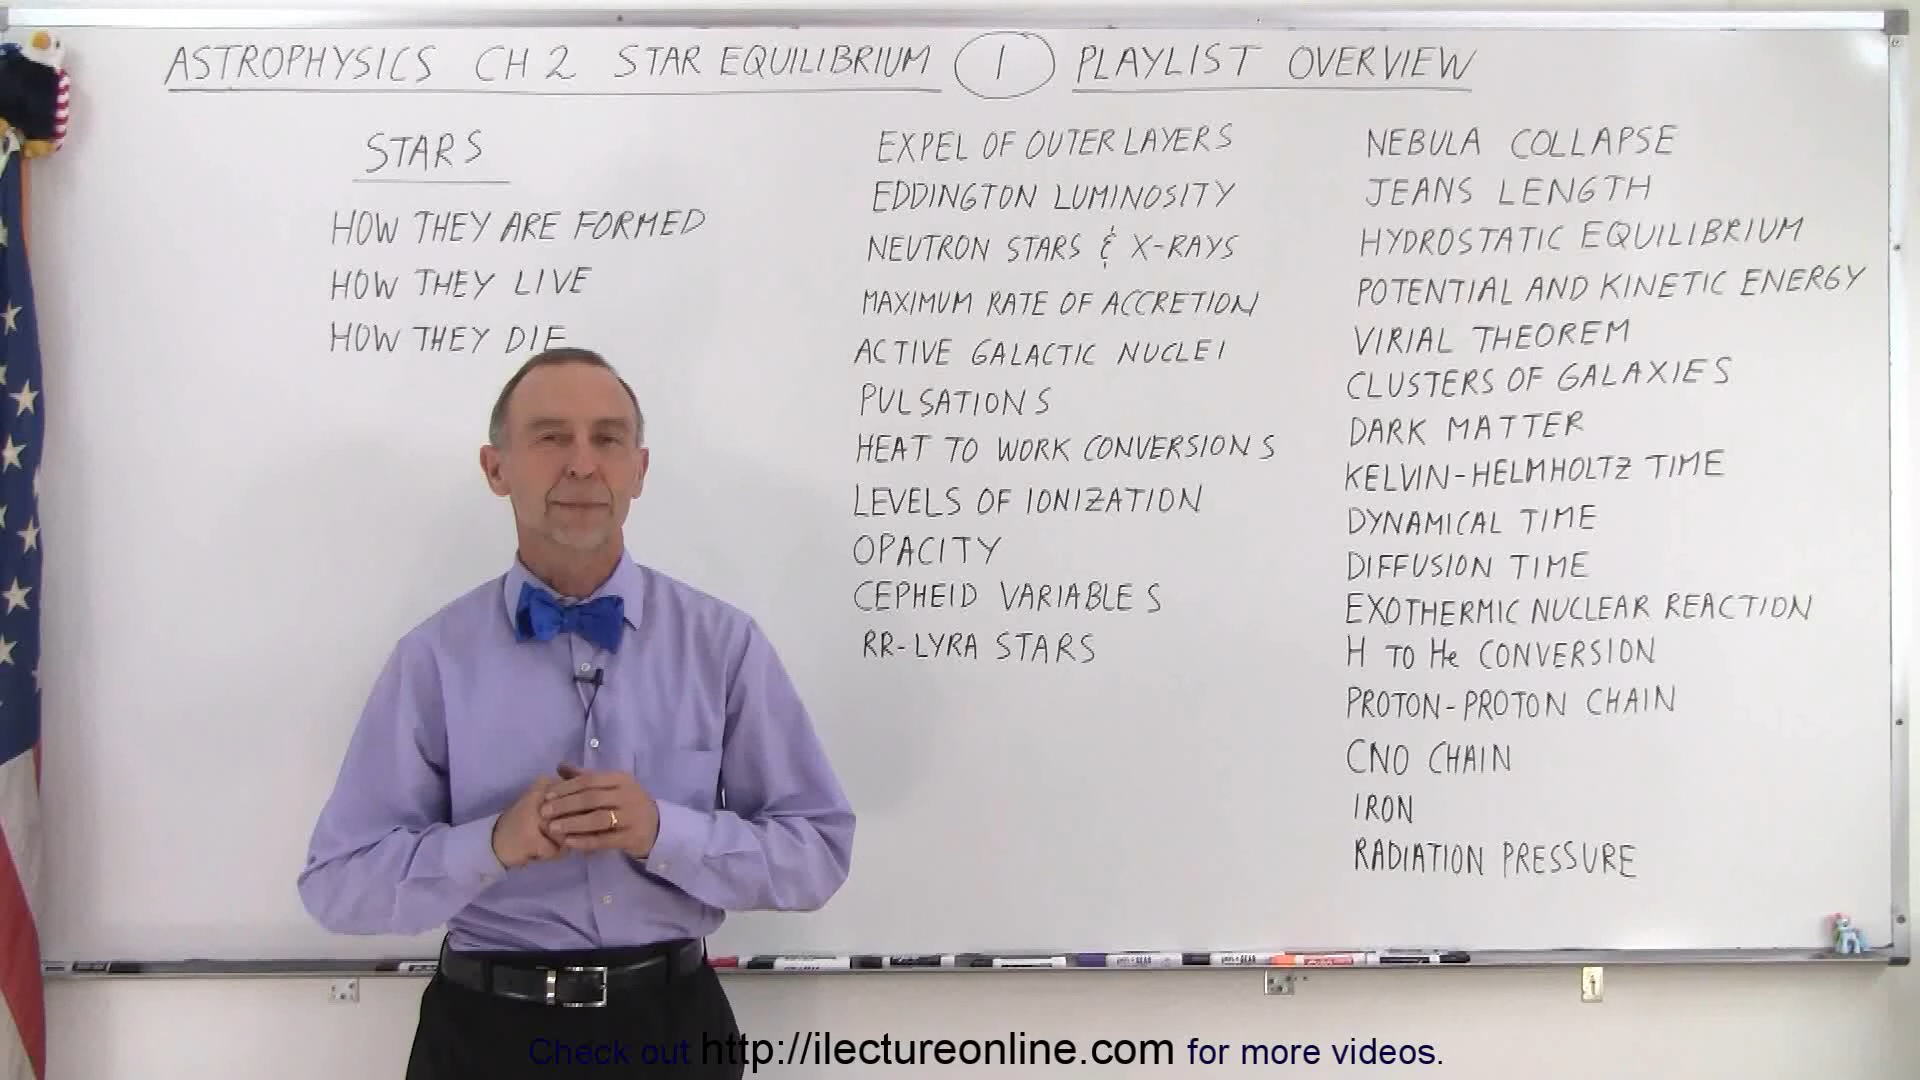 ASTROPHYSICS CH 2 STAR EQUILIBRIUM 1 PLAYLIST OVERVIEW
STARS
HOW THEY ARE FORMED
HOW THEY LIVE
HOW THEY DIE
EXPEL OF OUTER LAYERS
EDDINGTON LUMINOSITY
NEUTRON STARS & X-RAYS
MAXIMUM RATE OF ACCRETION
ACTIVE GALACTIC NUCLEI
PULSATIONS
HEAT TO WORK CONVERSIONS
LEVELS OF IONIZATION
OPACITY
CEPHEID VARIABLES
RR-LYRA STARS
NEBULA COLLAPSE
JEANS LENGTH
HYDROSTATIC EQUILIBRIUM
POTENTIAL AND KINETIC ENERGY
VIRIAL THEOREM
CLUSTERS OF GALAXIES
DARK MATTER
KELVIN-HELMHOLTZ TIME
DYNAMICAL TIME
DIFFUSION TIME
EXOTHERMIC NUCLEAR REACTION
H TO He CONVERSION
PROTON-PROTON CHAIN
CNO CHAIN
IRON
RADIATION PRESSURE
Check out http://ilectureonline.com for more videos.